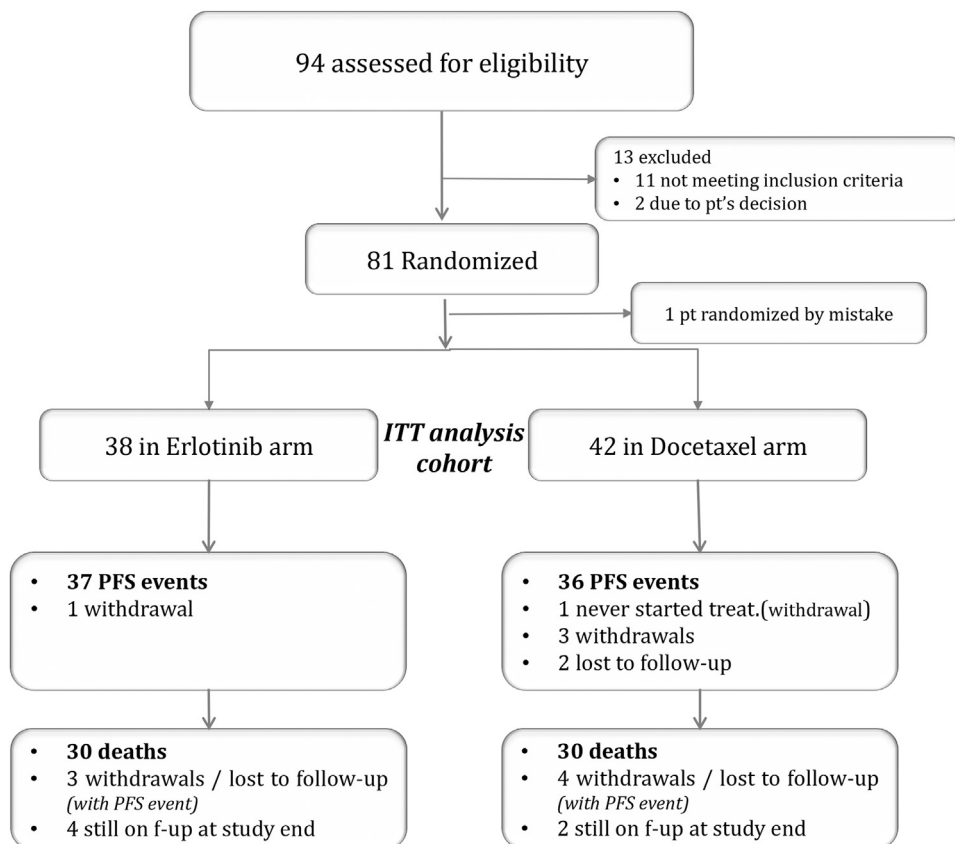 94 assessed for eligibility
13 excluded
• 11 not meeting inclusion criteria
• 2 due to pt's decision
81 Randomized
1 pt randomized by mistake
38 in Erlotinib arm
ITT analysis
cohort
42 in Docetaxel arm
• 37 PFS events
• 1 withdrawal
• 36 PFS events
• 1 never started treat.(withdrawal)
• 3 withdrawals
• 2 lost to follow-up
• 30 deaths
• 3 withdrawals / lost to follow-up
(with PFS event)
• 4 still on f-up at study end
• 30 deaths
• 4 withdrawals / lost to follow-up
(with PFS event)
• 2 still on f-up at study end